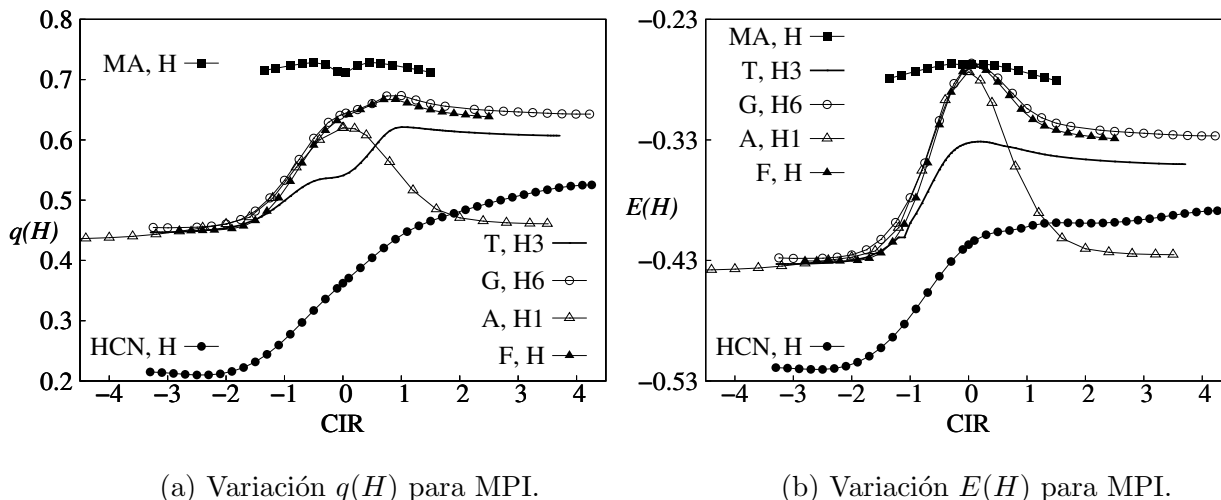 0.8
0.7
0.6
0.5
q(H)
0.4
0.3
0.2
MA, H
T, H3
G, H6
A, H1
F, H
HCN, H
−4 −3 −2 −1 0 1 2 3 4
CIR
(a) Variación q(H) para MPI.
−0.23
−0.33
E(H)
−0.43
−0.53
MA, H
T, H3
G, H6
A, H1
F, H
HCN, H
−4 −3 −2 −1 0 1 2 3 4
CIR
(b) Variación E(H) para MPI.